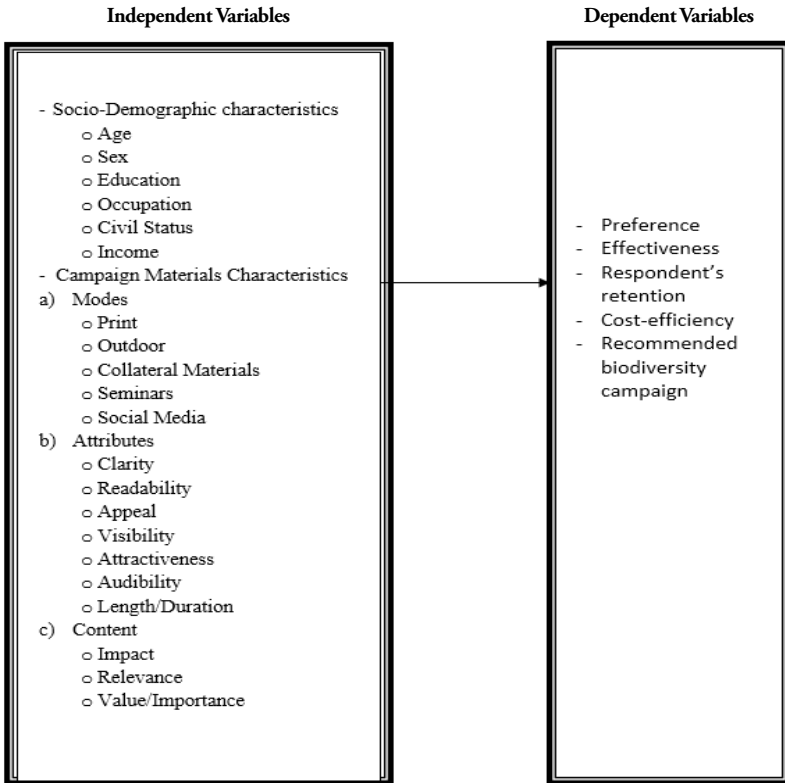 Independent Variables
Dependent Variables
- Socio-Demographic characteristics
o Age
o Sex
o Education
o Occupation
o Civil Status
o Income
- Campaign Materials Characteristics
a) Modes
o Print
o Outdoor
o Collateral Materials
o Seminars
o Social Media
b) Attributes
o Clarity
o Readability
o Appeal
o Visibility
o Attractiveness
o Audibility
o Length/Duration
c) Content
o Impact
o Relevance
o Value/Importance
- Preference
- Effectiveness
- Respondent’s
retention
- Cost-efficiency
- Recommended
biodiversity
campaign